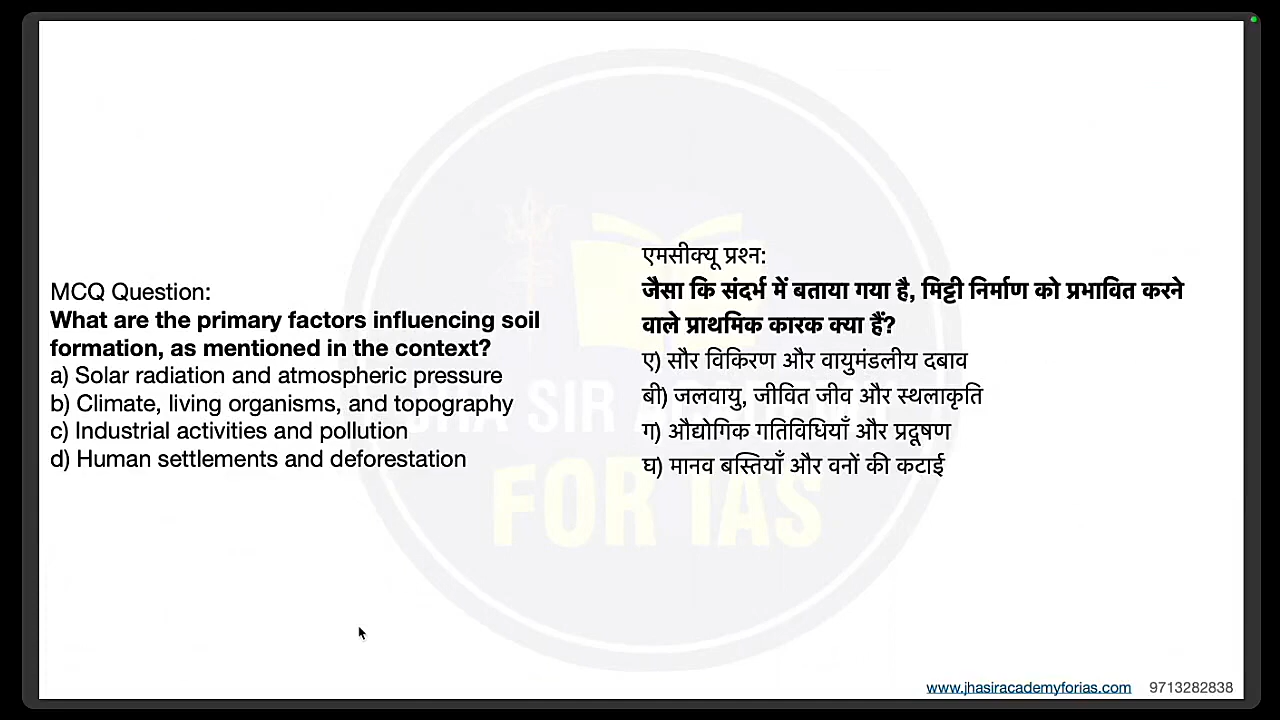 MCQ Question:
What are the primary factors influencing soil
formation, as mentioned in the context?
a) Solar radiation and atmospheric pressure
b) Climate, living organisms, and topography
c) Industrial activities and pollution
d) Human settlements and deforestation
एमसीक्यू प्रश्न:
जैसा कि संदर्भ में बताया गया है, मिट्टी निर्माण को प्रभावित करने
वाले प्राथमिक कारक क्या हैं?
ए) सौर विकिरण और वायुमंडलीय दबाव
बी) जलवायु, जीवित जीव और स्थलाकृति
ग) औद्योगिक गतिविधियाँ और प्रदूषण
घ) मानव बस्तियाँ और वनों की कटाई
JHA SIR ACADEMY
FOR IAS
www.jhasiracademyforias.com 9713282838